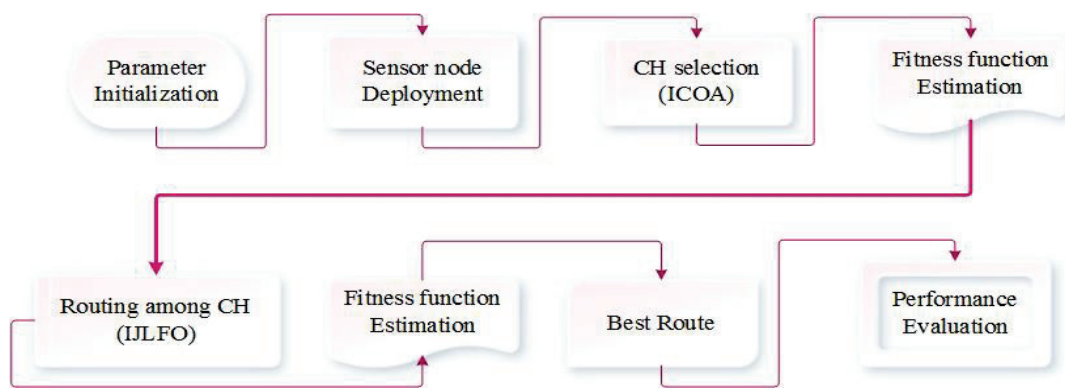 Parameter
Initialization
Sensor node
Deployment
CH selection
(ICOA)
Fitness function
Estimation
Routing among CH
(IJLFO)
Fitness function
Estimation
Best Route
Performance
Evaluation